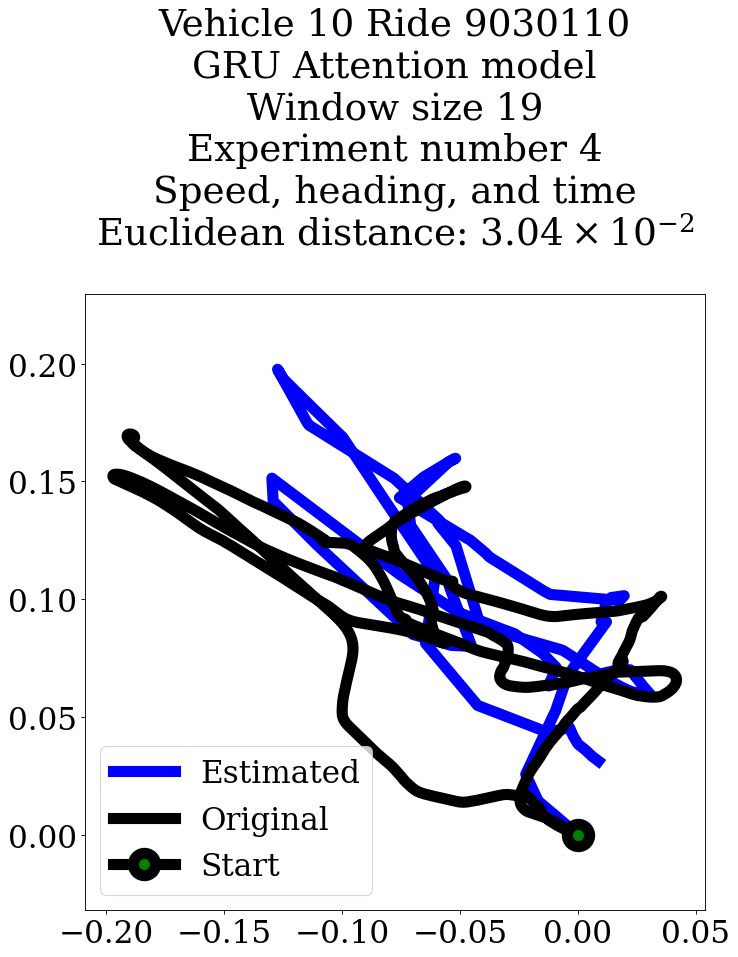 Vehicle 10 Ride 9030110
GRU Attention model
Window size 19
Experiment number 4
Speed, heading, and time
Euclidean distance: 3.04 × 10⁻²
0.20
0.15
0.10
0.05
0.00
Estimated
Original
Start
−0.20 −0.15 −0.10 −0.05 0.00 0.05